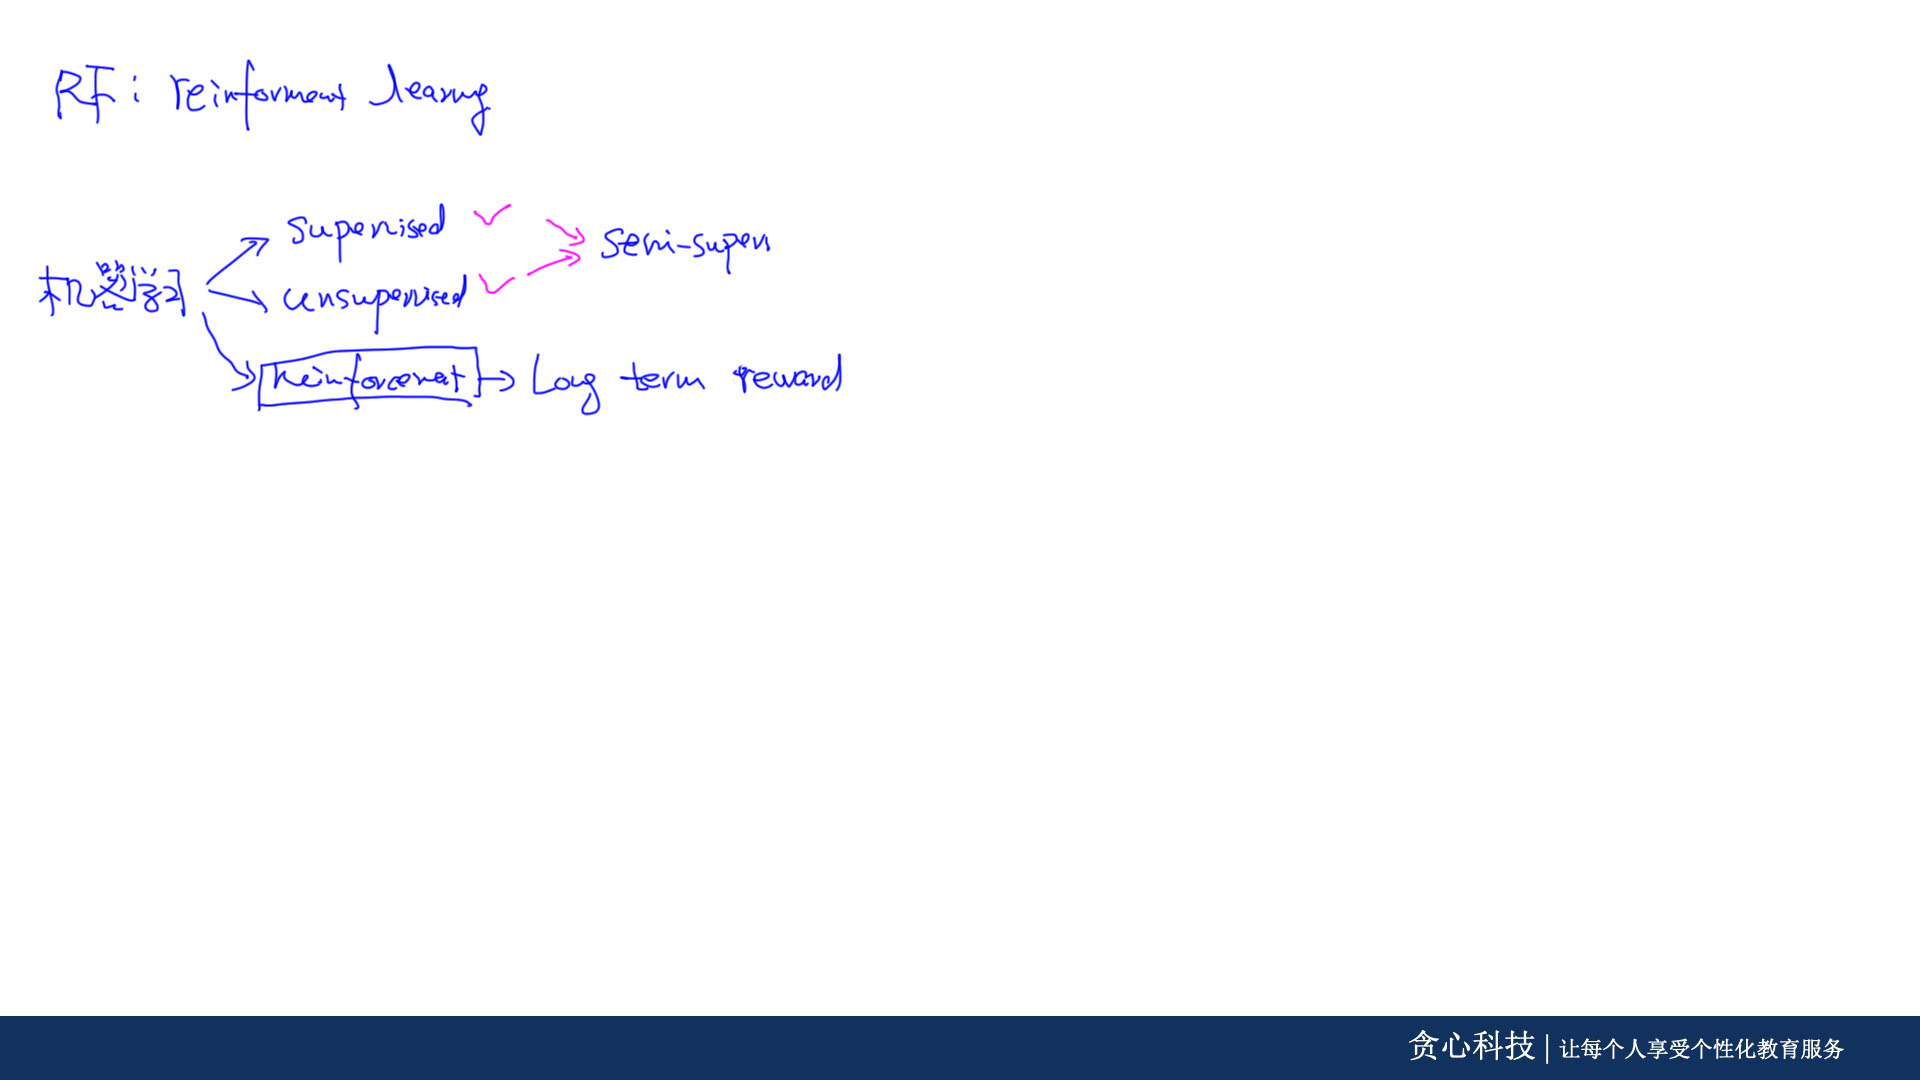 RF: reinforment learning
Supervised
semi-superv
机器学习
unsupervised
Reinforcement → Long term reward
贪心科技 | 让每个人享受个性化教育服务